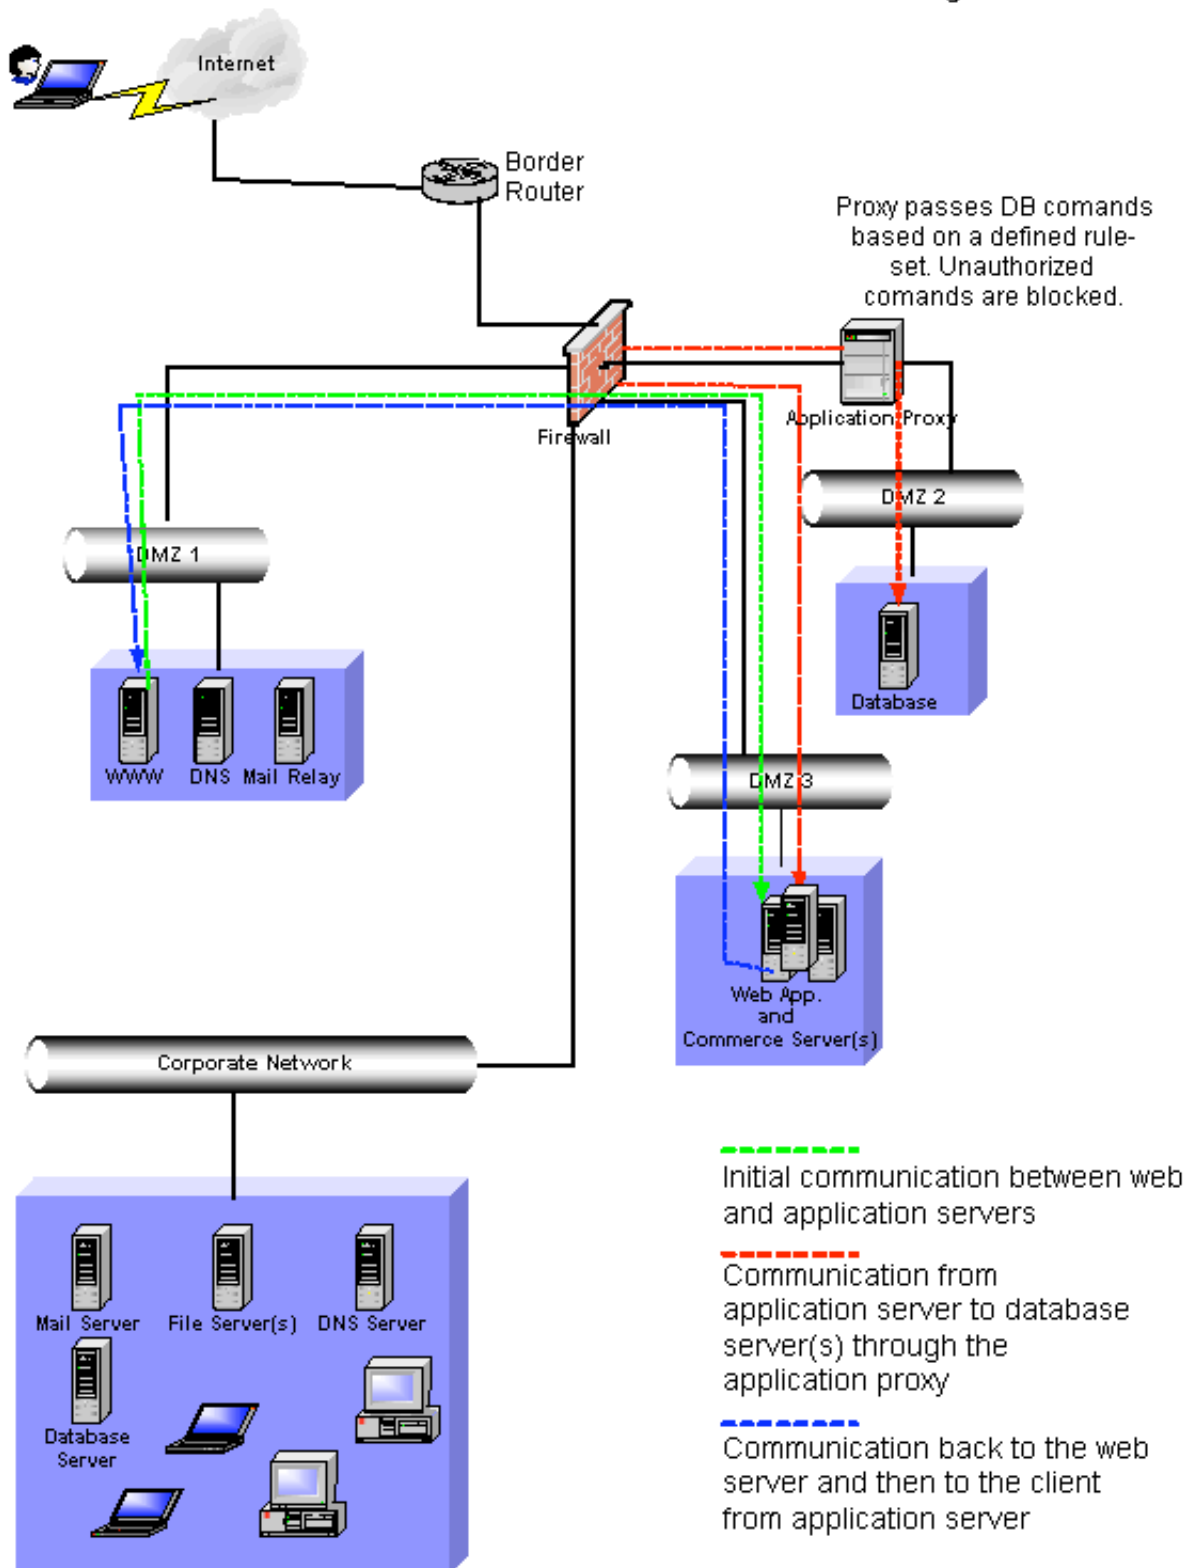 Internet
Border
Router
Proxy passes DB comands
based on a defined rule-
set. Unauthorized
comands are blocked.
Application Proxy
Firewall
DMZ 2
DMZ 1
Database
WWW
DNS
Mail Relay
DMZ 3
Web App.
and
Commerce Server(s)
Corporate Network
Mail Server
File Server(s)
DNS Server
Database
Server
Initial communication between web
and application servers
Communication from
application server to database
server(s) through the
application proxy
Communication back to the web
server and then to the client
from application server